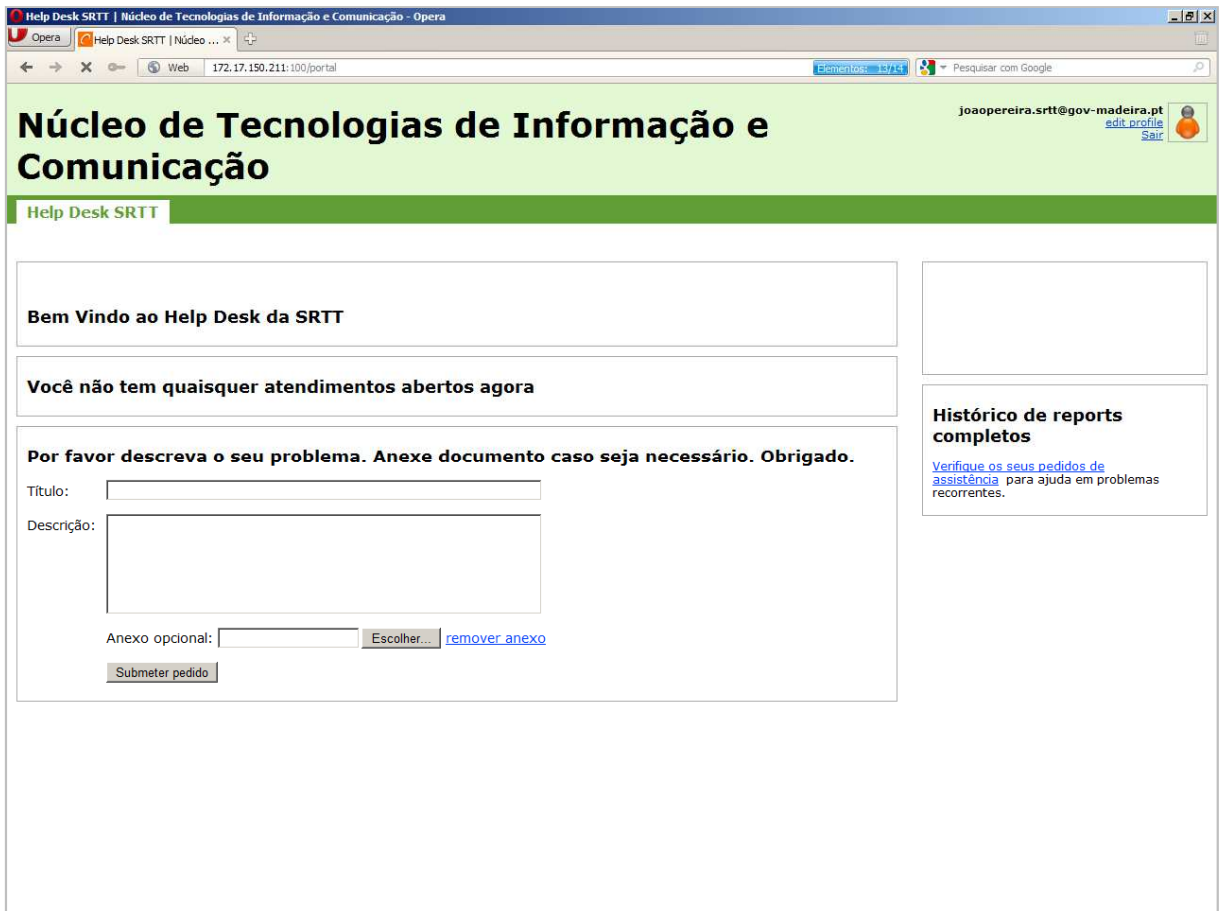 Help Desk SRTT | Núcleo de Tecnologias de Informação e Comunicação - Opera
Opera
Help Desk SRTT | Núcleo ...
Web
172.17.150.211:100/portal
Elementos: 13/14
Pesquisar com Google
Núcleo de Tecnologias de Informação e
Comunicação
joaopereira.srtt@gov-madeira.pt
edit profile
Sair
Help Desk SRTT
Bem Vindo ao Help Desk da SRTT
Você não tem quaisquer atendimentos abertos agora
Por favor descreva o seu problema. Anexe documento caso seja necessário. Obrigado.
Título:
Descrição:
Anexo opcional:
Escolher...
remover anexo
Submeter pedido
Histórico de reports
completos
Verifique os seus pedidos de
assistência para ajuda em problemas
recorrentes.